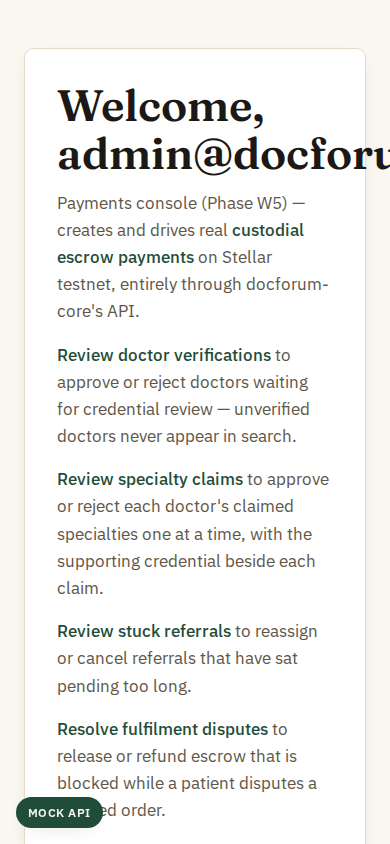 Welcome,
admin@docforu
Payments console (Phase W5) —
creates and drives real custodial
escrow payments on Stellar
testnet, entirely through docforum-
core's API.
Review doctor verifications to
approve or reject doctors waiting
for credential review — unverified
doctors never appear in search.
Review specialty claims to approve
or reject each doctor's claimed
specialties one at a time, with the
supporting credential beside each
claim.
Review stuck referrals to reassign
or cancel referrals that have sat
pending too long.
Resolve fulfilment disputes to
release or refund escrow that is
blocked while a patient disputes a
ed order.
MOCK API